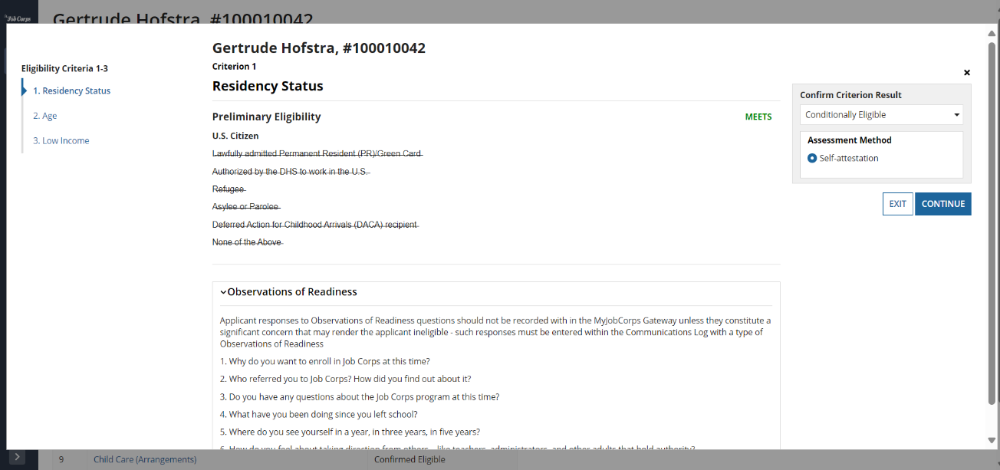 Job Corps
Gertrude Hofstra, #100010042
Gertrude Hofstra, #100010042
Criterion 1
Residency Status
Eligibility Criteria 1-3
1. Residency Status
2. Age
3. Low Income
Preliminary Eligibility
MEETS
U.S. Citizen
Lawfully admitted Permanent Resident (PR)/Green Card
Authorized by the DHS to work in the U.S.
Refugee
Asylee or Parolee
Deferred Action for Childhood Arrivals (DACA) recipient
None of the Above
Confirm Criterion Result
Conditionally Eligible
Assessment Method
Self-attestation
EXIT
CONTINUE
Observations of Readiness
Applicant responses to Observations of Readiness questions should not be recorded with in the MyJobCorps Gateway unless they constitute a
significant concern that may render the applicant ineligible - such responses must be entered within the Communications Log with a type of
Observations of Readiness
1. Why do you want to enroll in Job Corps at this time?
2. Who referred you to Job Corps? How did you find out about it?
3. Do you have any questions about the Job Corps program at this time?
4. What have you been doing since you left school?
5. Where do you see yourself in a year, in three years, in five years?
6. How do you feel about taking direction from others - like teachers, administrators, and other adults that hold authority?
9
Child Care (Arrangements)
Confirmed Eligible